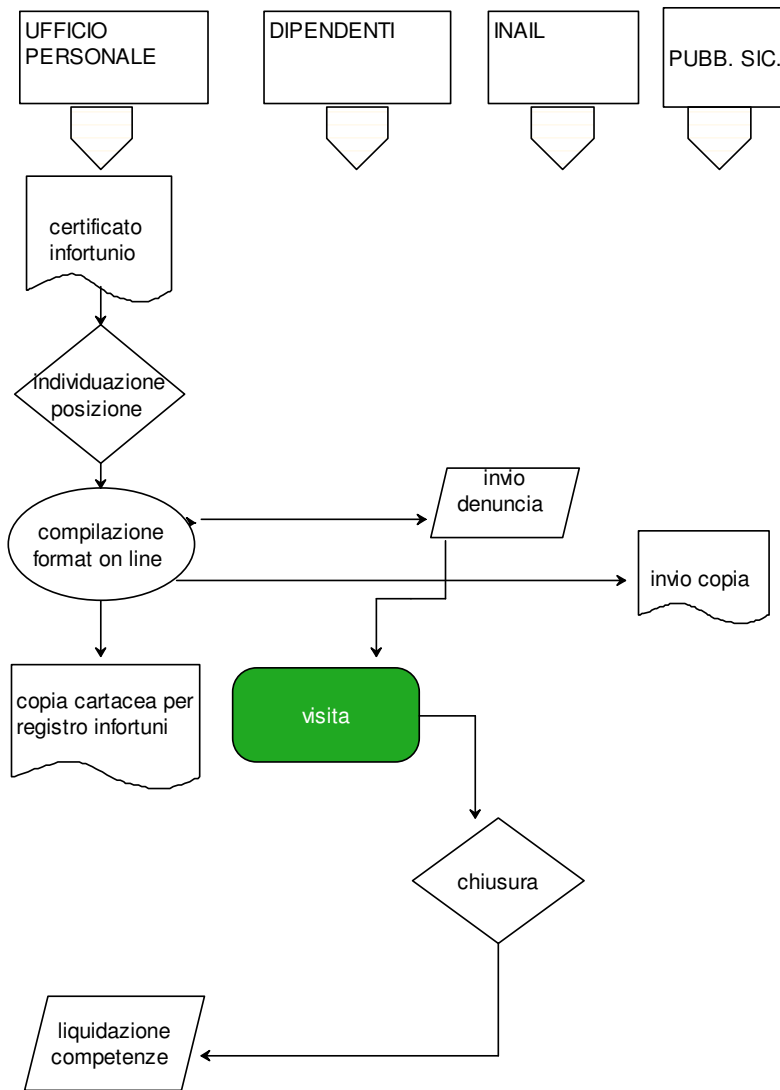 UFFICIO
PERSONALE
DIPENDENTI
INAIL
PUBB. SIC.
certificato
infortunio
individuazione
posizione
compilazione
format on line
invio
denuncia
invio copia
copia cartacea per
registro infortuni
visita
chiusura
liquidazione
competenze